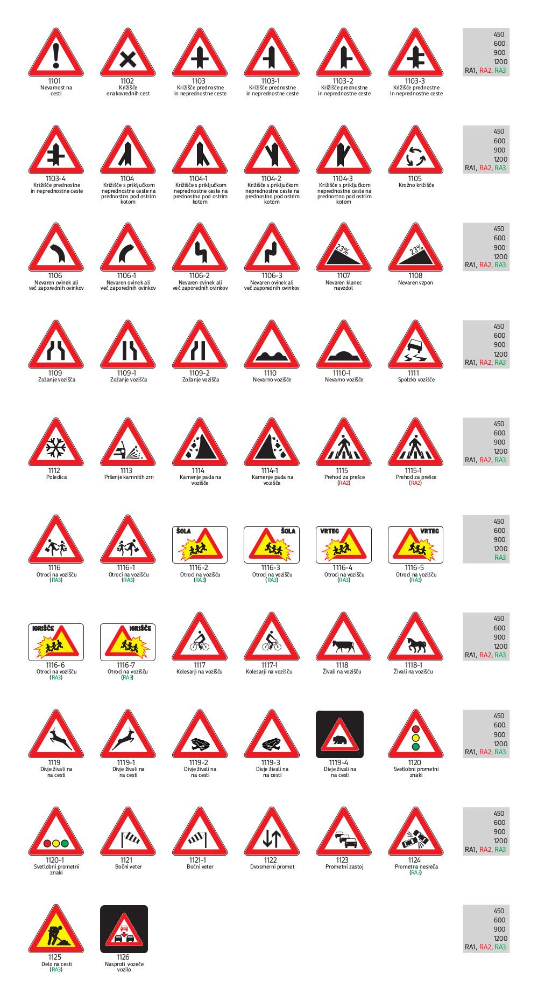 1101
Nevarnost na
cesti
1102
Križišče
enakovrednih cest
1103
Križišče prednostne
in neprednostne ceste
1103-1
Križišče prednostne
in neprednostne ceste
1103-2
Križišče prednostne
in neprednostne ceste
1103-3
Križišče prednostne
In neprednostne ceste
450
600
900
1200
RA1, RA2, RA3
1103-4
Križišče prednostne
in neprednostne ceste
1104
Križišče s priključkom
neprednostne ceste na
prednostno pod ostrim
kotom
1104-1
Križišče s priključkom
neprednostne ceste na
prednostno pod ostrim
kotom
1104-2
Križišče s priključkom
neprednostne ceste na
prednostno pod ostrim
kotom
1104-3
Križišče s priključkom
neprednostne ceste na
prednostno pod ostrim
kotom
1105
Krožno križišče
450
600
900
1200
RA1, RA2, RA3
1106
Nevaren ovinek ali
več zaporednih ovinkov
1106-1
Nevaren ovinek ali
več zaporednih ovinkov
1106-2
Nevaren ovinek ali
več zaporednih ovinkov
1106-3
Nevaren ovinek ali
več zaporednih ovinkov
23%
1107
Nevaren klanec
navzdol
23%
1108
Nevaren vzpon
450
600
900
1200
RA1, RA2, RA3
1109
Zožanje vozišča
1109-1
Zožanje vozišča
1109-2
Zožanje vozišča
1110
Nevarno vozišče
1110-1
Nevarno vozišče
1111
Spolzko vozišče
450
600
900
1200
RA1, RA2, RA3
1112
Poledica
1113
Pršenje kamnitih zrn
1114
Kamenje pada na
vozišče
1114-1
Kamenje pada na
vozišče
1115
Prehod za prešce
(RA2)
1115-1
Prehod za prešce
(RA2)
450
600
900
1200
RA1, RA2, RA3
1116
Otroci na vozišču
(RA3)
1116-1
Otroci na vozišču
(RA3)
ŠOLA
1116-2
Otroci na vozišču
(RA3)
ŠOLA
1116-3
Otroci na vozišču
(RA3)
VRTEC
1116-4
Otroci na vozišču
(RA3)
VRTEC
1116-5
Otroci na vozišču
(RA3)
450
600
900
1200
RA3
IGRIŠČE
1116-6
Otroci na vozišču
(RA3)
IGRIŠČE
1116-7
Otroci na vozišču
(RA3)
1117
Kolesarji na vozišču
1117-1
Kolesarji na vozišču
1118
Živali na vozišču
1118-1
Živali na vozišču
450
600
900
1200
RA1, RA2, RA3
1119
Divje živali na
na cesti
1119-1
Divje živali na
na cesti
1119-2
Divje živali na
na cesti
1119-3
Divje živali na
na cesti
1119-4
Divje živali na
na cesti
1120
Svetlobni prometni
znaki
450
600
900
1200
RA1, RA2, RA3
1120-1
Svetlobni prometni
znaki
1121
Bočni veter
1121-1
Bočni veter
1122
Dvosmerni promet
1123
Prometni zastoj
1124
Prometna nesreča
(RA3)
450
600
900
1200
RA1, RA2, RA3
1125
Delo na cesti
(RA3)
1126
Nasproti vozeče
vozilo
450
600
900
1200
RA1, RA2, RA3